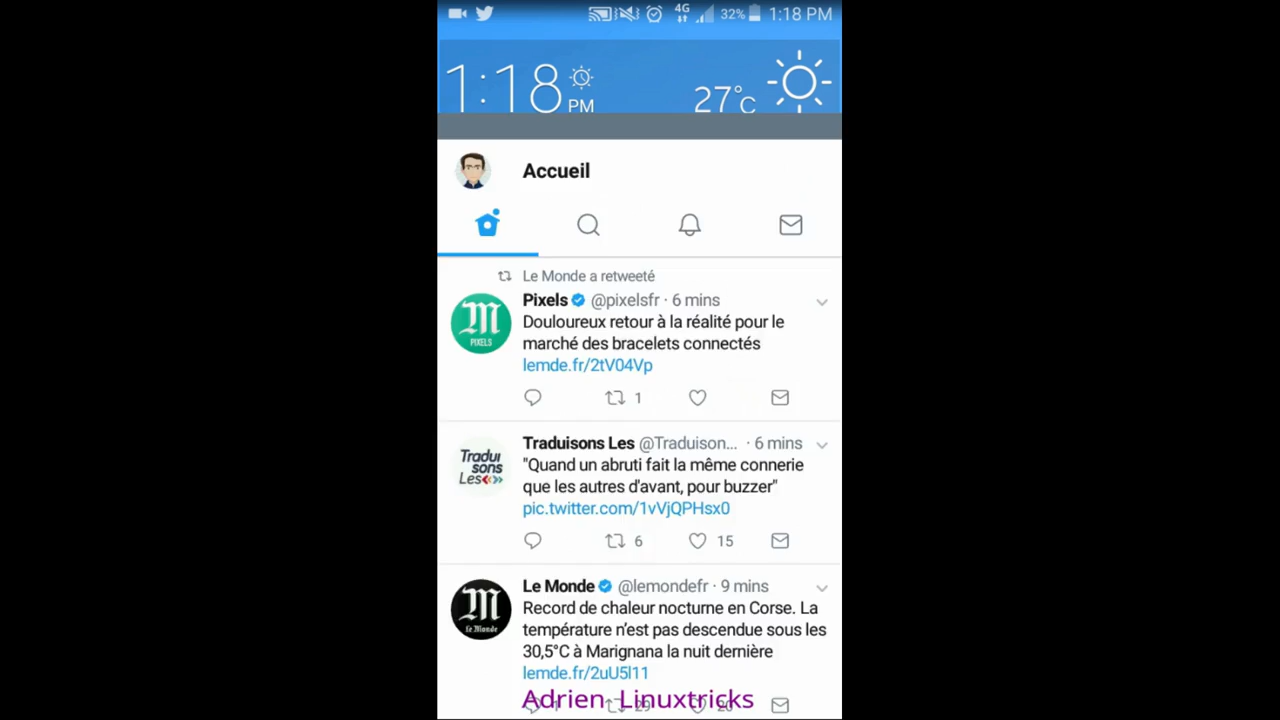 4G 32% 1:18 PM
1:18 PM 27°C
Accueil
Le Monde a retweeté
Pixels @pixelsfr · 6 mins
PIXELS
Douloureux retour à la réalité pour le
marché des bracelets connectés
lemde.fr/2tV04Vp
1
Traduisons Les @Traduison... · 6 mins
Tradui
sons
Les
"Quand un abruti fait la même connerie
que les autres d'avant, pour buzzer"
pic.twitter.com/1vVjQPHsx0
6 15
Le Monde @lemondefr · 9 mins
Le Monde
Record de chaleur nocturne en Corse. La
température n'est pas descendue sous les
30,5°C à Marignana la nuit dernière
lemde.fr/2uU5l11
Adrien Linuxtricks